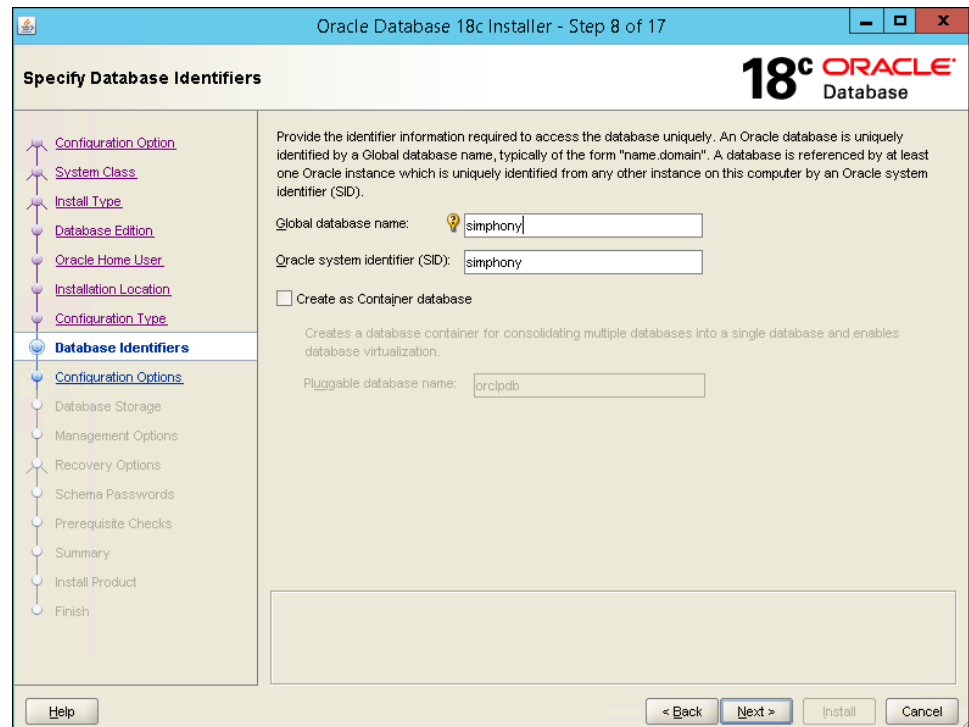 Oracle Database 18c Installer - Step 8 of 17
Specify Database Identifiers
18c ORACLE
Database
Configuration Option
System Class
Install Type
Database Edition
Oracle Home User
Installation Location
Configuration Type
Database Identifiers
Configuration Options
Database Storage
Management Options
Recovery Options
Schema Passwords
Prerequisite Checks
Summary
Install Product
Finish
Provide the identifier information required to access the database uniquely. An Oracle database is uniquely
identified by a Global database name, typically of the form "name.domain". A database is referenced by at least
one Oracle instance which is uniquely identified from any other instance on this computer by an Oracle system
identifier (SID).
Global database name: simphony
Oracle system identifier (SID): simphony
Create as Container database
Creates a database container for consolidating multiple databases into a single database and enables
database virtualization.
Pluggable database name: orclpdb
Help
< Back
Next >
Install
Cancel